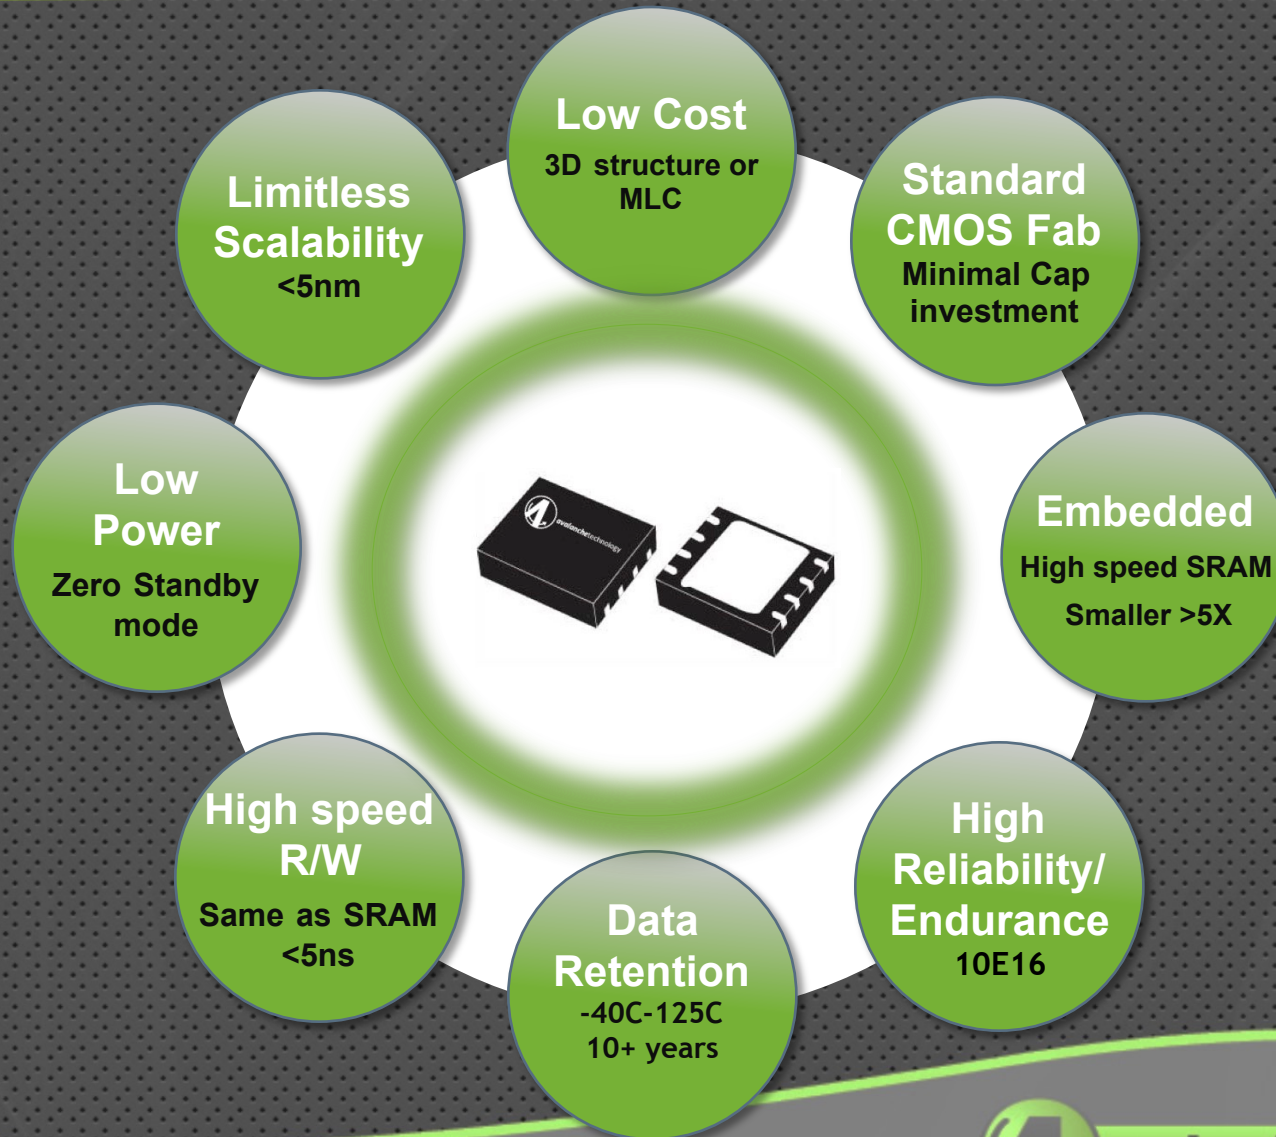 Low Cost
3D structure or
MLC
Standard
CMOS Fab
Minimal Cap
investment
Embedded
High speed SRAM
Smaller >5X
High
Reliability/
Endurance
10E16
Data
Retention
-40C-125C
10+ years
High speed
R/W
Same as SRAM
<5ns
Low
Power
Zero Standby
mode
Limitless
Scalability
<5nm
avalanchetechnology